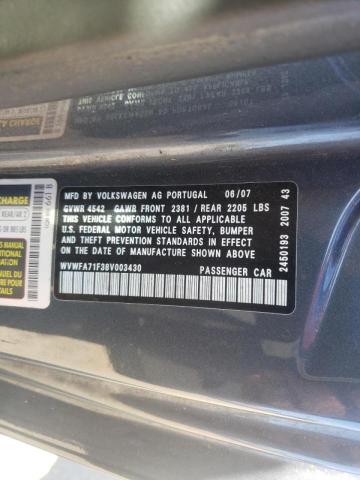 MFD. BY VOLKSWAGEN AG PORTUGAL 06/07
GVWR 4542 GAWR FRONT 2381 / REAR 2205 LBS
THIS VEHICLE CONFORMS TO ALL APPLICABLE
U.S. FEDERAL MOTOR VEHICLE SAFETY, BUMPER AND
THEFT PREVENTION STANDARDS IN EFFECT ON THE
DATE OF MANUFACTURE SHOWN ABOVE.
WVWFA71F38V003430 PASSENGER CAR
2450193 2007 43
CHARGE